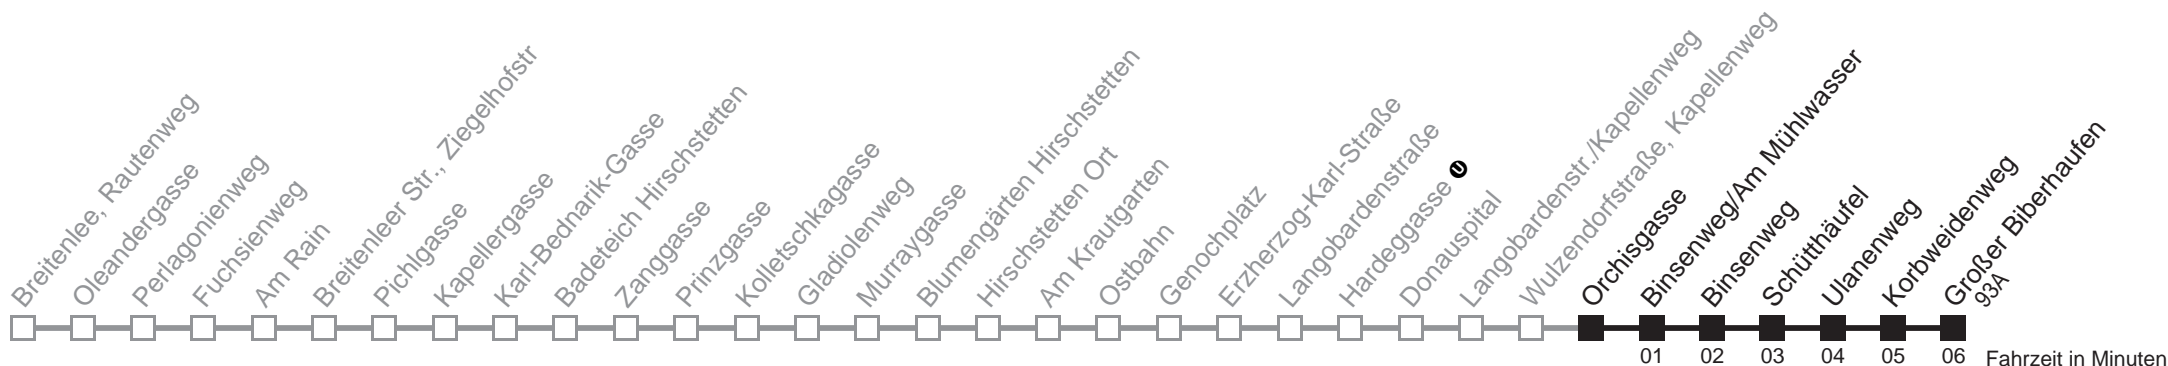 Breitenlee, Rautenweg
Oleandergasse
Perlagonienweg
Fuchsienweg
Am Rain
Breitenleer Str., Ziegelhofstr
Pichlgasse
Kapellergasse
Karl-Bednarik-Gasse
Badeteich Hirschstetten
Zanggasse
Prinzgasse
Kolletschkagasse
Gladiolenweg
Murraygasse
Blumengärten Hirschstetten
Hirschstetten Ort
Am Krautgarten
Ostbahn
Genochplatz
Erzherzog-Karl-Straße
Langobardenstraße
Hardeggasse U
Donauspital
Langobardenstr./Kapellenweg
Wulzendorfstraße, Kapellenweg
Orchisgasse
Binsenweg/Am Mühlwasser
Binsenweg
Schütthäufel
Ulanenweg
Korbweidenweg
Großer Biberhaufen
93A
01 02 03 04 05 06 Fahrzeit in Minuten